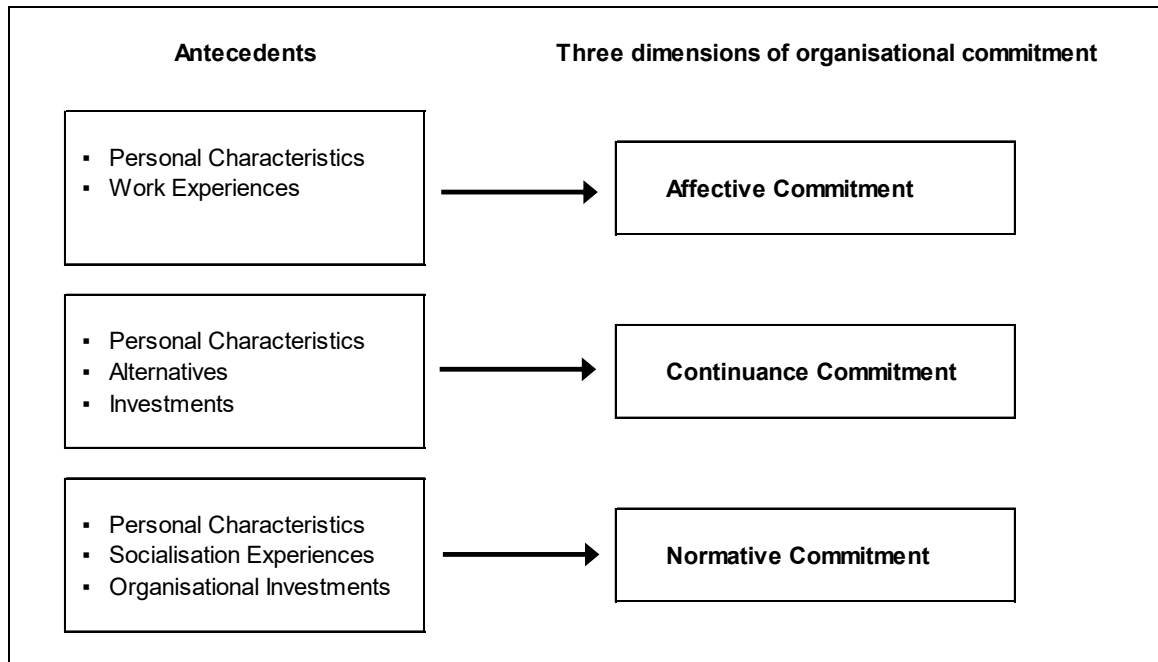 Antecedents
Three dimensions of organisational commitment
▪ Personal Characteristics
▪ Work Experiences
Affective Commitment
▪ Personal Characteristics
▪ Alternatives
▪ Investments
Continuance Commitment
▪ Personal Characteristics
▪ Socialisation Experiences
▪ Organisational Investments
Normative Commitment